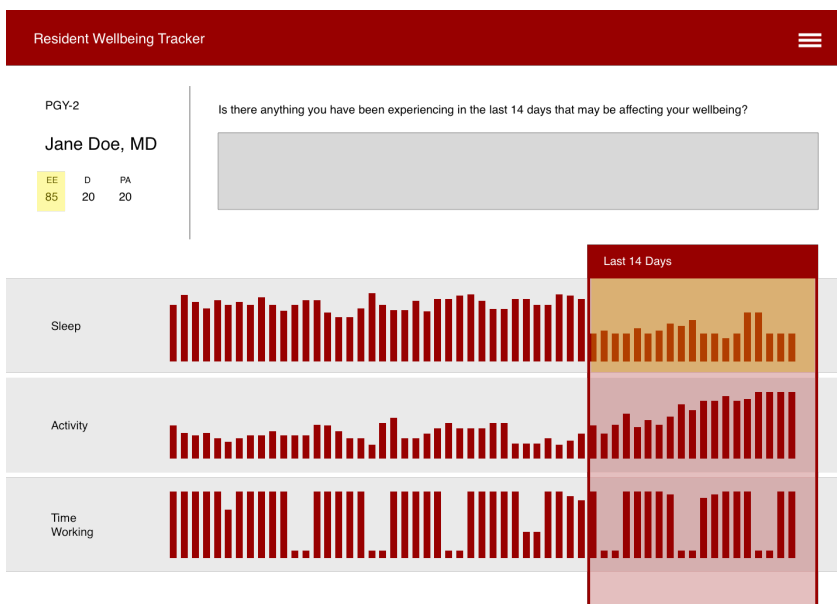 Resident Wellbeing Tracker
PGY-2
Is there anything you have been experiencing in the last 14 days that may be affecting your wellbeing?
Jane Doe, MD
EE D PA
85 20 20
Last 14 Days
Sleep
Activity
Time
Working